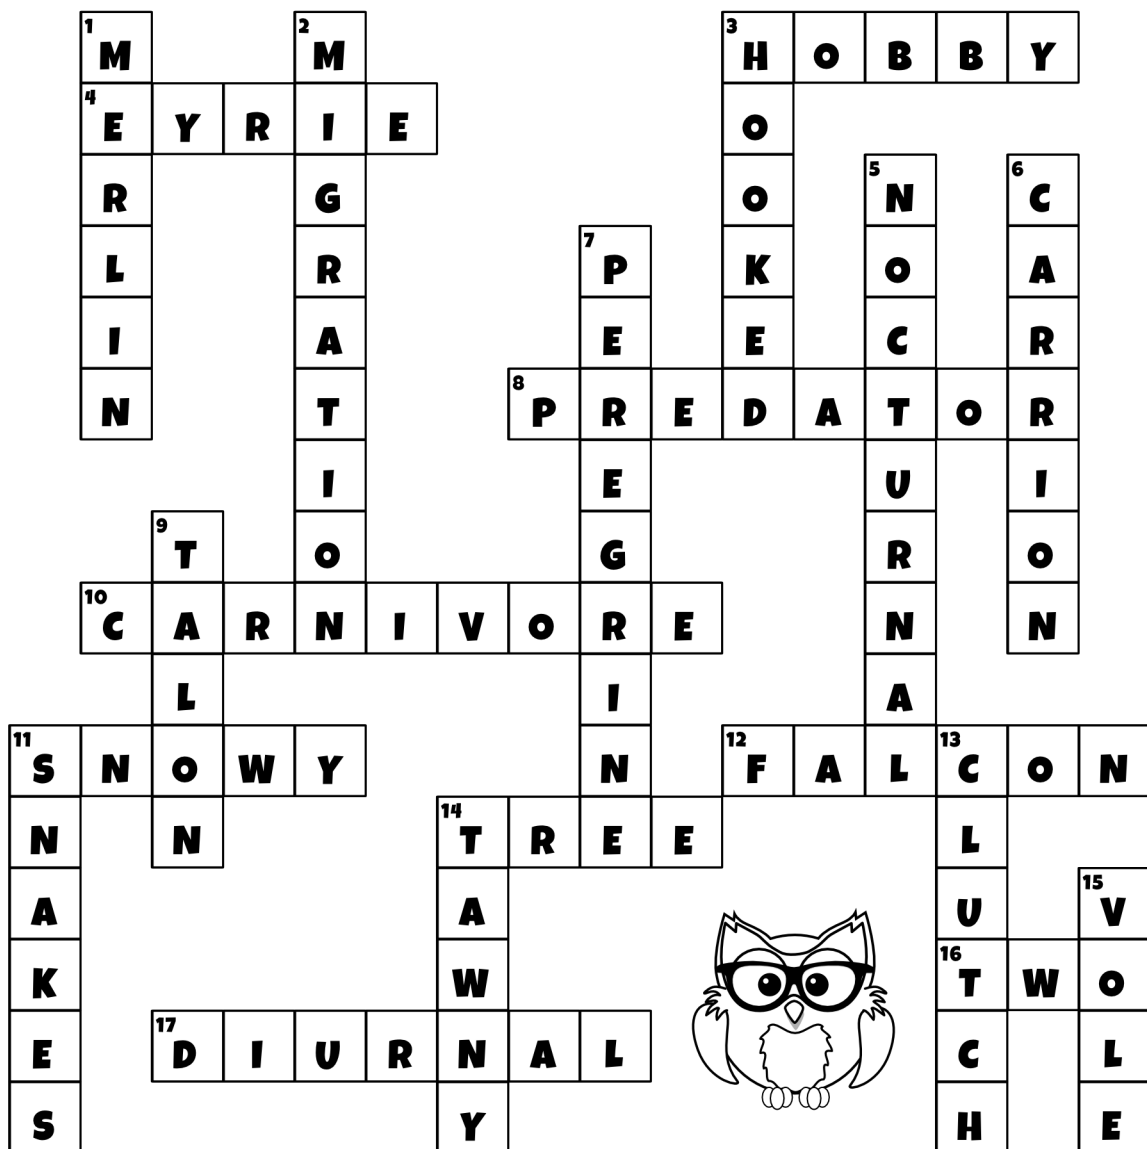 1 M 2 M 3 H O B B Y
4 E Y R I E O
R G O 5 N 6 C
L R 7 P K O A
I A E E C R
N T 8 P R E D A T O R
I E U I
9 T O G R O
10 C A R N I V O R E N N
L I A
11 S N O W Y N 12 F A L 13 C O N
N N 14 T R E E L
A A U 15 V
K W 16 T W O
E 17 D I U R N A L C L
S Y H E